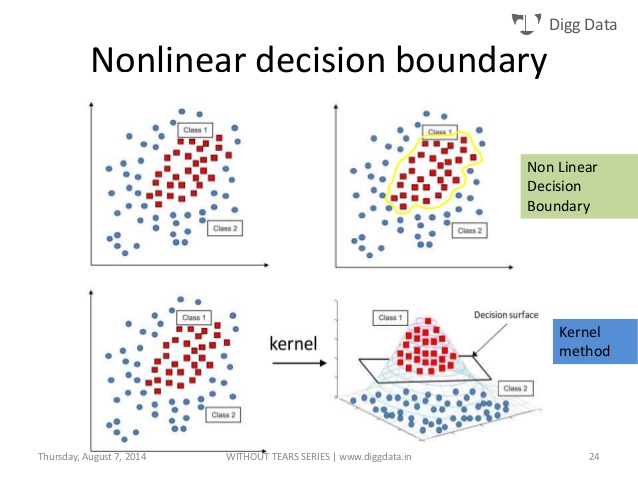 Digg Data
Nonlinear decision boundary
Class 1
Class 2
Class 1
Class 2
Non Linear
Decision
Boundary
Class 1
Class 2
kernel
Class 1
Decision surface
Class 2
Kernel
method
Thursday, August 7, 2014
WITHOUT TEARS SERIES | www.diggdata.in
24